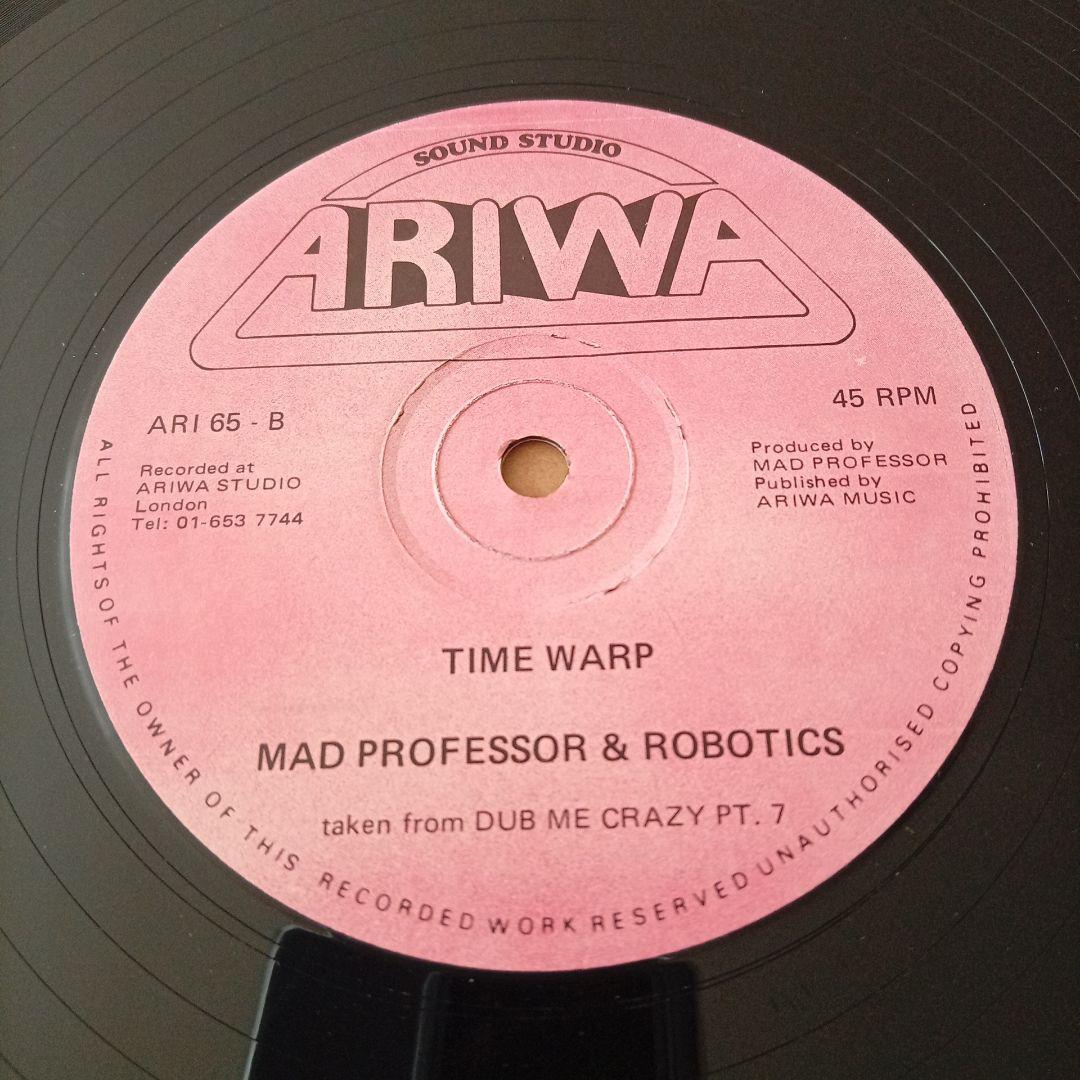 SOUND STUDIO
ARIWA
ARI 65 - B
45 RPM
Recorded at
ARIWA STUDIO
London
Tel: 01-653 7744
Produced by
MAD PROFESSOR
Published by
ARIWA MUSIC
TIME WARP
MAD PROFESSOR & ROBOTICS
taken from DUB ME CRAZY PT. 7
ALL RIGHTS OF THE OWNER OF THIS RECORDED WORK RESERVED UNAUTHORISED COPYING PROHIBITED